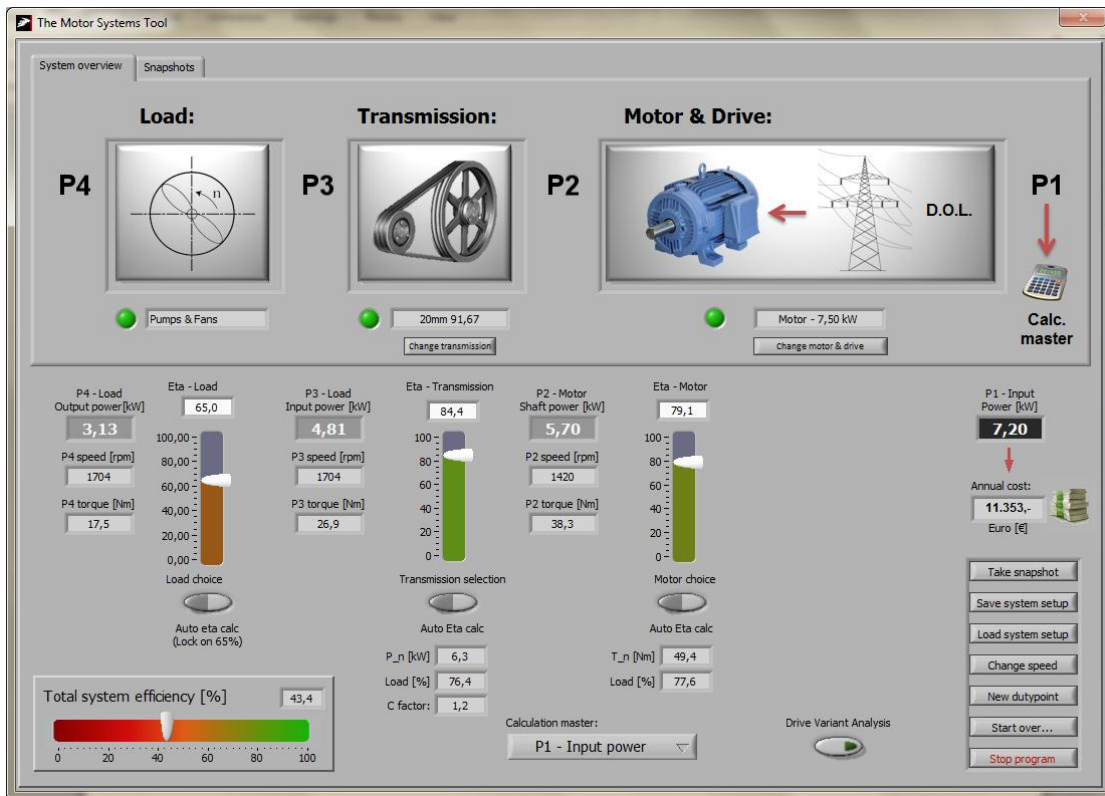 The Motor Systems Tool
System overview
Snapshots
Load:
Transmission:
Motor & Drive:
P4
n
P3
P2
D.O.L.
P1
Pumps & Fans
20mm 91,67
Motor - 7,50 kW
Change transmission
Change motor & drive
Calc.
master
P4 - Load
Output power[kW]
3,13
P4 speed [rpm]
1704
P4 torque [Nm]
17,5
Eta - Load
65,0
100,00
80,00
60,00
40,00
20,00
0,00
Load choice
Auto eta calc
(Lock on 65%)
P3 - Load
Input power [kW]
4,81
P3 speed [rpm]
1704
P3 torque [Nm]
26,9
Eta - Transmission
84,4
100
80
60
40
20
0
Transmission selection
Auto Eta calc
P_n [kW] 6,3
Load [%] 76,4
C factor: 1,2
P2 - Motor
Shaft power [kW]
5,70
P2 speed [rpm]
1420
P2 torque [Nm]
38,3
Eta - Motor
79,1
100
80
60
40
20
0
Motor choice
Auto Eta calc
T_n [Nm] 49,4
Load [%] 77,6
P1 - Input
Power [kW]
7,20
Annual cost:
11.353,-
Euro [€]
Take snapshot
Save system setup
Load system setup
Change speed
New dutypoint
Start over...
Stop program
Total system efficiency [%] 43,4
0 20 40 60 80 100
Calculation master:
P1 - Input power
Drive Variant Analysis